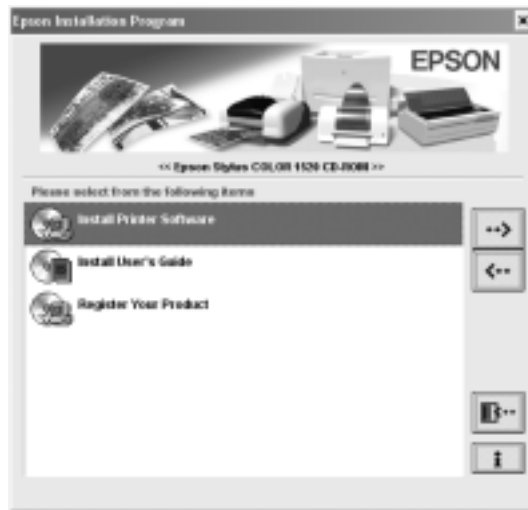 Epson Installation Program
EPSON
<< Epson Stylus COLOR 1520 CD-ROM >>
Please select from the following items
Install Printer Software
Install User's Guide
Register Your Product
-->
<--
i